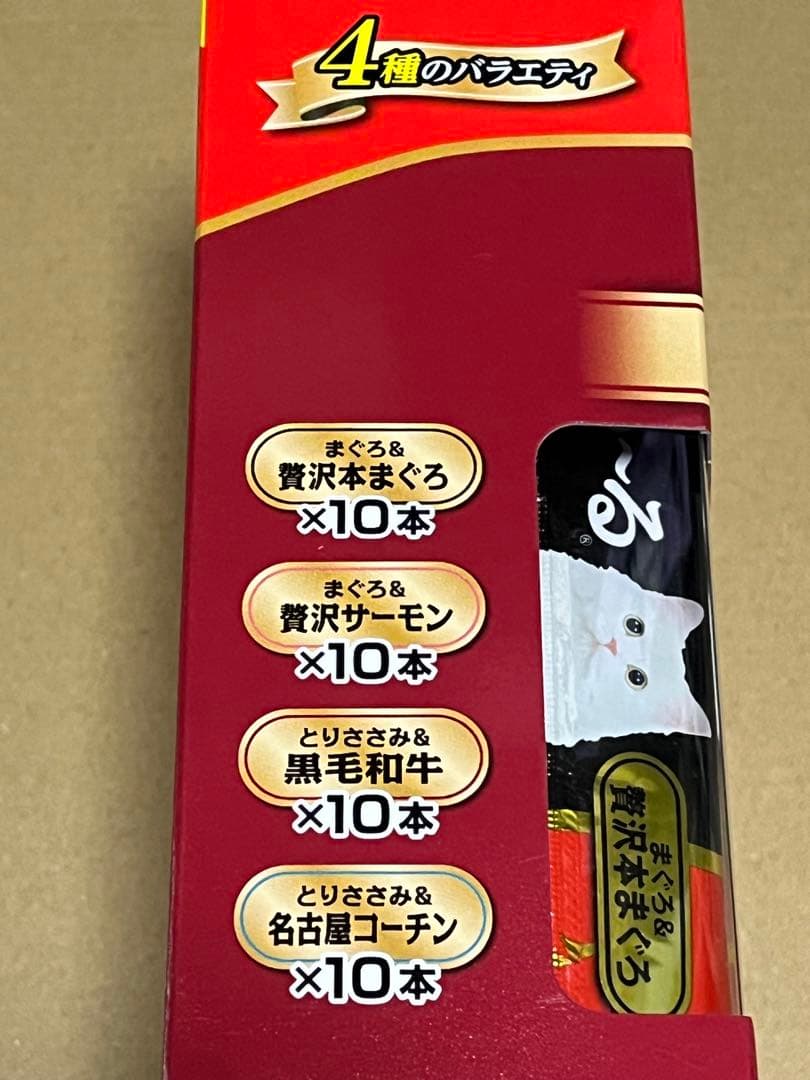 4種のバラエティ
まぐろ&
贅沢本まぐろ
×10本
まぐろ&
贅沢サーモン
×10本
とりささみ&
黒毛和牛
×10本
とりささみ&
名古屋コーチン
×10本
~る®
まぐろ&
贅沢本まぐろ